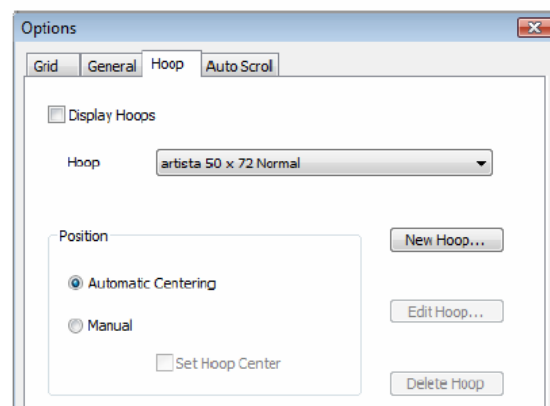 Options
Grid General Hoop Auto Scroll
Display Hoops
Hoop artista 50 x 72 Normal
Position
New Hoop...
Automatic Centering
Edit Hoop...
Manual
Set Hoop Center
Delete Hoop